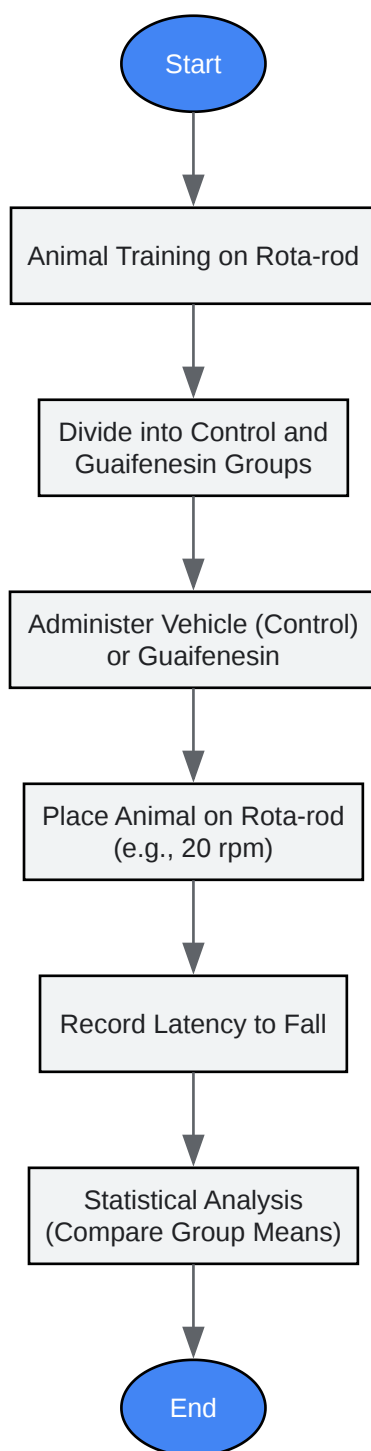 Start
Animal Training on Rota-rod
Divide into Control and
Guaifenesin Groups
Administer Vehicle (Control)
or Guaifenesin
Place Animal on Rota-rod
(e.g., 20 rpm)
Record Latency to Fall
Statistical Analysis
(Compare Group Means)
End